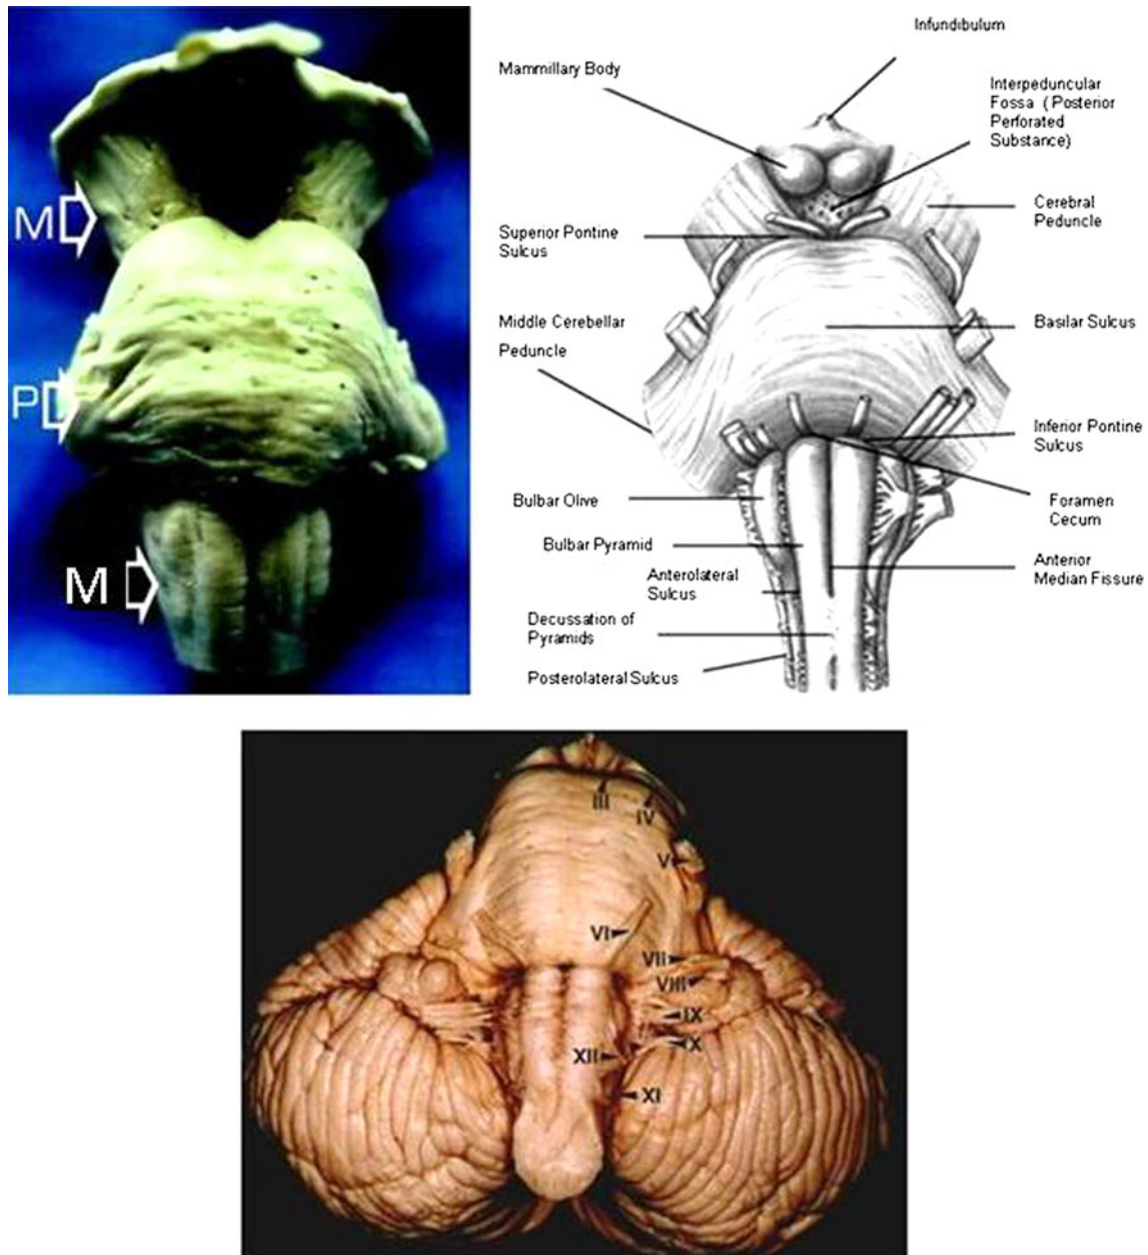 M
P
M
Infundibulum
Mammillary Body
Interpeduncular
Fossa ( Posterior
Perforated
Substance)
Cerebral
Peduncle
Superior Pontine
Sulcus
Middle Cerebellar
Peduncle
Basilar Sulcus
Inferior Pontine
Sulcus
Bulbar Olive
Foramen
Cecum
Bulbar Pyramid
Anterior
Median Fissure
Anterolateral
Sulcus
Decussation of
Pyramids
Posterolateral Sulcus
III
IV
V
VI
VII
VIII
IX
X
XII
XI